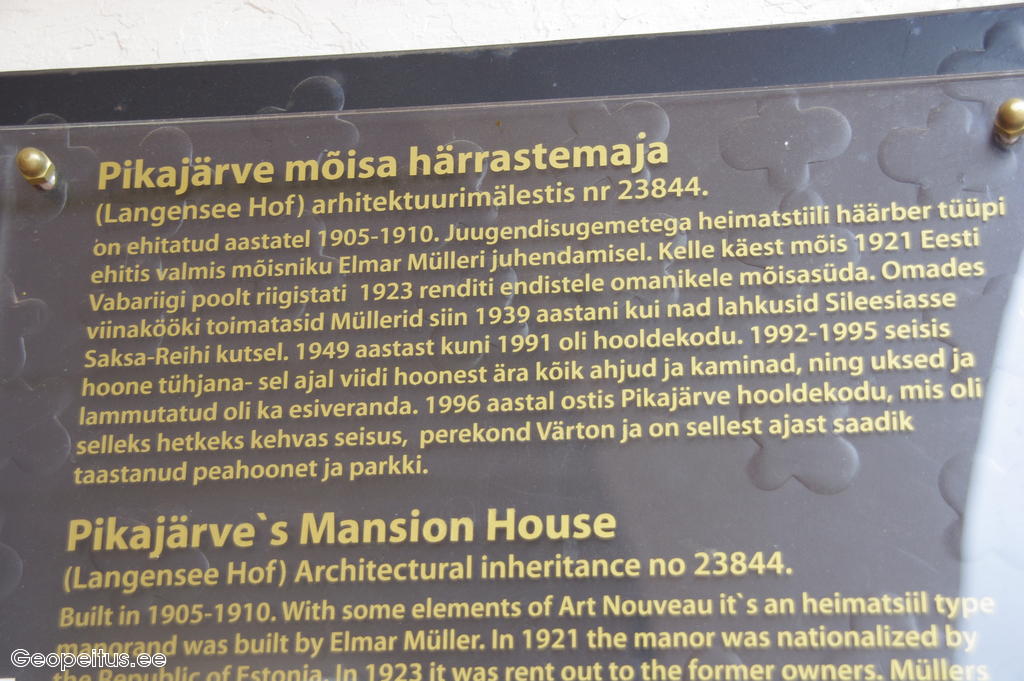 Pikajärve mõisa härrastemaja
(Langensee Hof) arhitektuurimälestis nr 23844.
on ehitatud aastatel 1905-1910. Juugendisugemetega heimatstiili häärber tüüpi
ehitis valmis mõisniku Elmar Mülleri juhendamisel. Kelle käest mõis 1921 Eesti
Vabariigi poolt riigistati 1923 renditi endistele omanikele mõisasüda. Omades
viinakööki toimatasid Müllerid siin 1939 aastani kui nad lahkusid Sileesiasse
Saksa-Reihi kutsel. 1949 aastast kuni 1991 oli hooldekodu. 1992-1995 seisis
hoone tühjana- sel ajal viidi hoonest ära kõik ahjud ja kaminad, ning uksed ja
lammutatud oli ka esiveranda. 1996 aastal ostis Pikajärve hooldekodu, mis oli
selleks hetkeks kehvas seisus, perekond Värton ja on sellest ajast saadik
taastanud peahoonet ja parkki.
Pikajärve`s Mansion House
(Langensee Hof) Architectural inheritance no 23844.
Built in 1905-1910. With some elements of Art Nouveau it`s an heimatsiil type
manorand was built by Elmar Müller. In 1921 the manor was nationalized by
the Republic of Estonia. In 1923 it was rent out to the former owners. Müllers
Geopeitus.ee